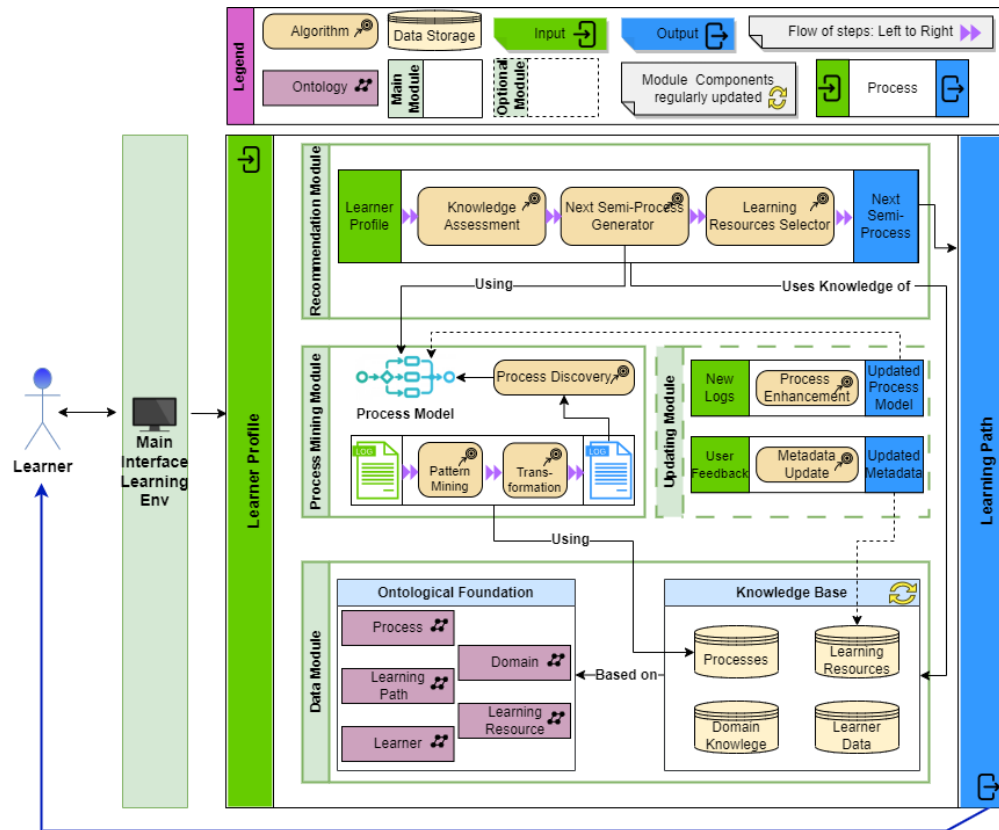 Legend
Algorithm
Data Storage
Input
Output
Flow of steps: Left to Right
Ontology
Main
Module
Optional
Module
Module Components
regularly updated
Process
Learner
Main
Interface
Learning
Env
Learner Profile
Recommendation Module
Learner
Profile
Knowledge
Assessment
Next Semi-Process
Generator
Learning
Resources Selector
Next
Semi-
Process
Using
Uses Knowledge of
Process Mining Module
Process Model
Process Discovery
LOG
Pattern
Mining
Trans-
formation
LOG
Updating Module
New
Logs
Process
Enhancement
Updated
Process
Model
User
Feedback
Metadata
Update
Updated
Metadata
Using
Data Module
Ontological Foundation
Process
Domain
Learning
Path
Learning
Resource
Learner
Based on
Knowledge Base
Processes
Learning
Resources
Domain
Knowlege
Learner
Data
Learning Path